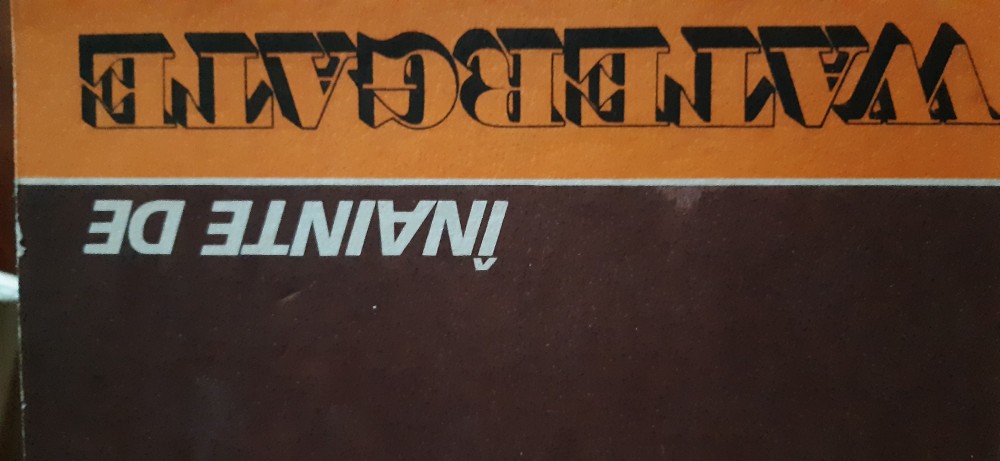 ÎNAINTE DE
WATERGATE